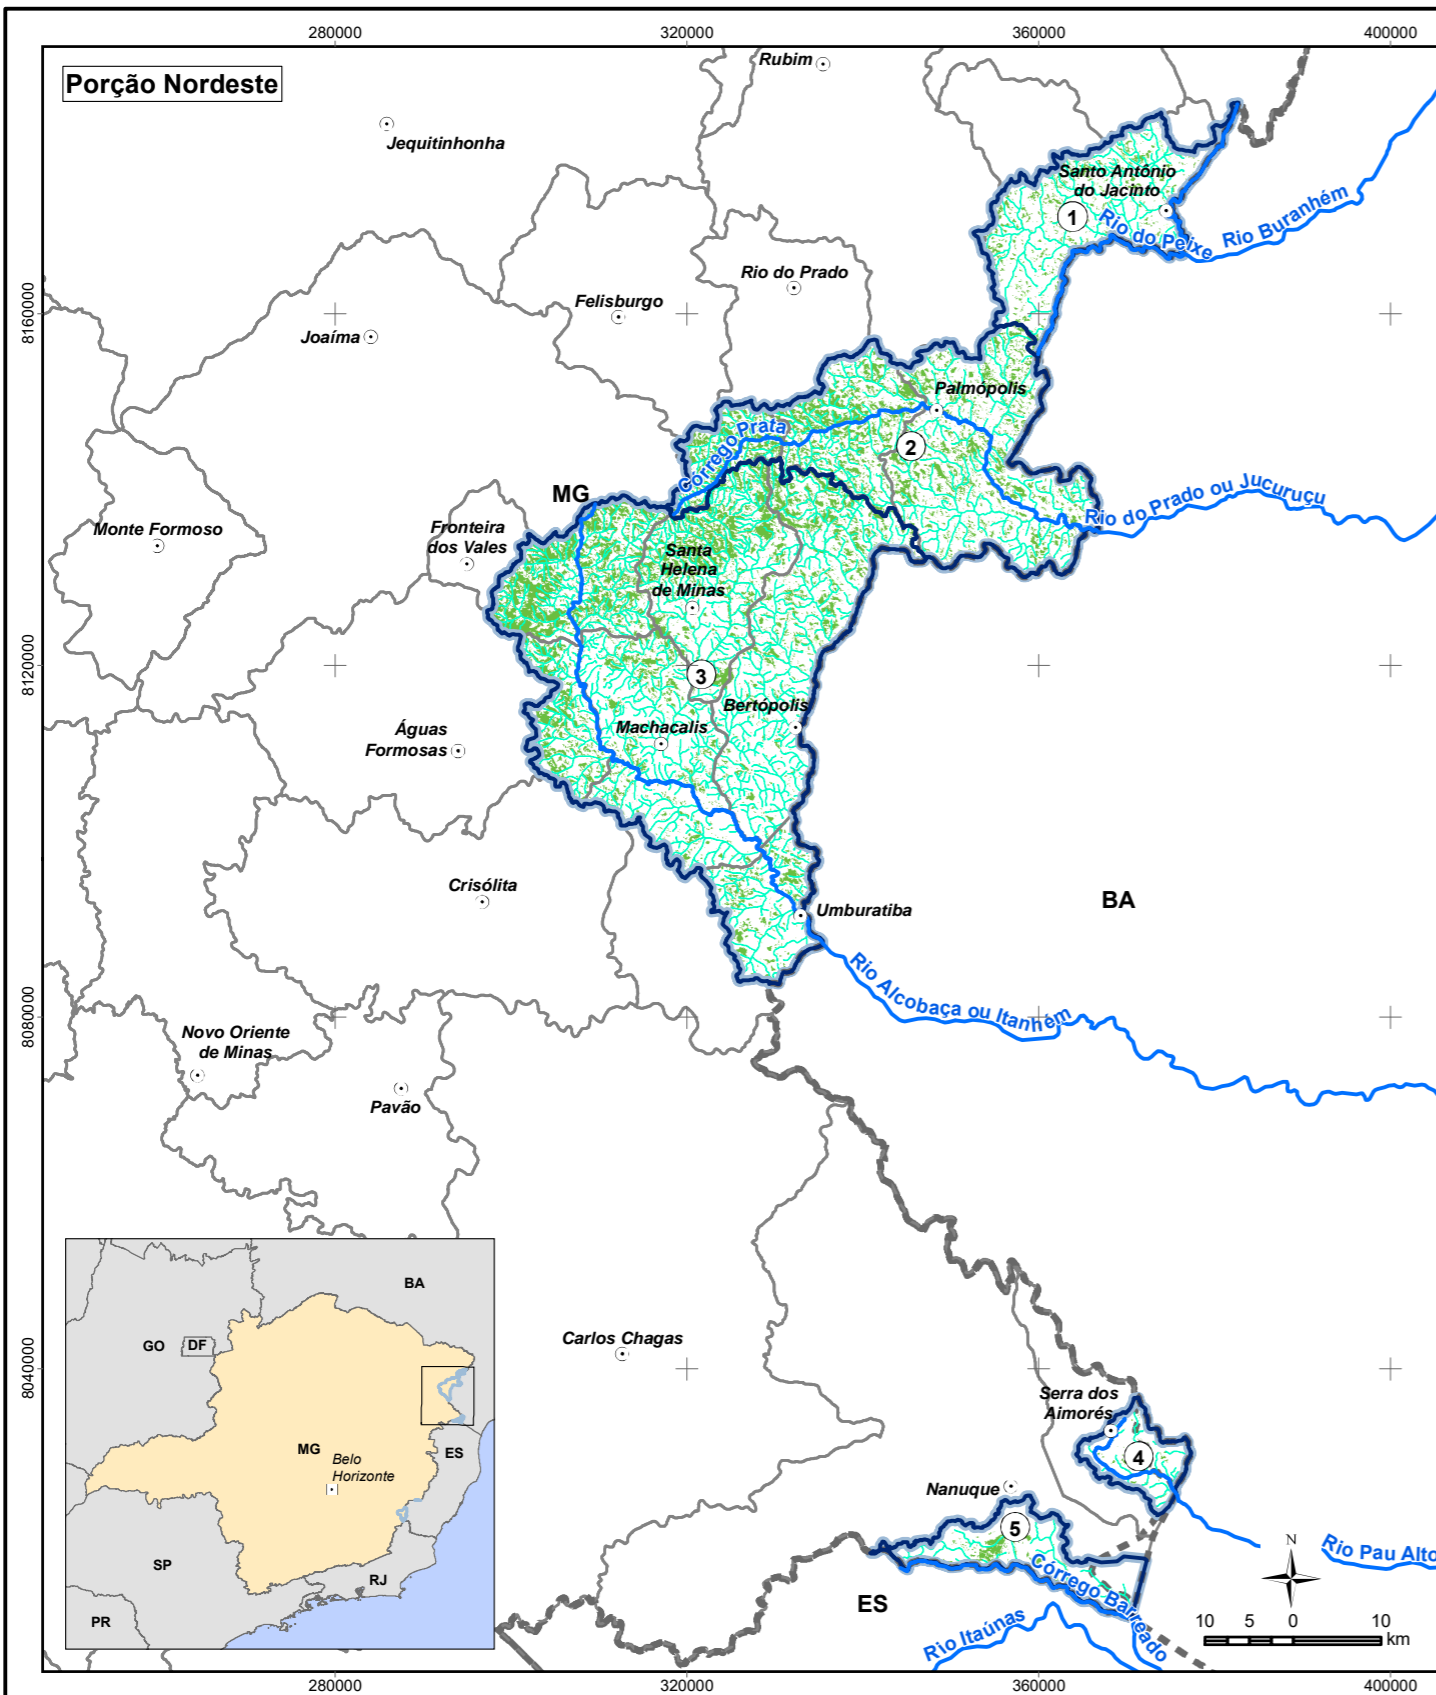 280000
320000
360000
400000
Porção Nordeste
Rubim
Jequitinhonha
Santo Antônio
do Jacinto
1
Rio do Peixe
Rio Buranhém
Rio do Prado
Felisburgo
8160000
Joaíma
Palmópolis
Córrego Prata
2
MG
Rio do Prado ou Jucuruçu
Monte Formoso
Fronteira
dos Vales
Santa
Helena
de Minas
8120000
3
Bertópolis
Machacalis
Águas
Formosas
Crisólita
BA
Umburatiba
Rio Alcobaça ou Itanhém
8080000
Novo Oriente
de Minas
Pavão
BA
GO
DF
MG
Belo
Horizonte
ES
SP
RJ
PR
Carlos Chagas
8040000
Serra dos
Aimorés
4
Nanuque
5
Córrego Barreado
Rio Pau Alto
N
ES
Rio Itaúnas
10
5
0
10
km
280000
320000
360000
400000